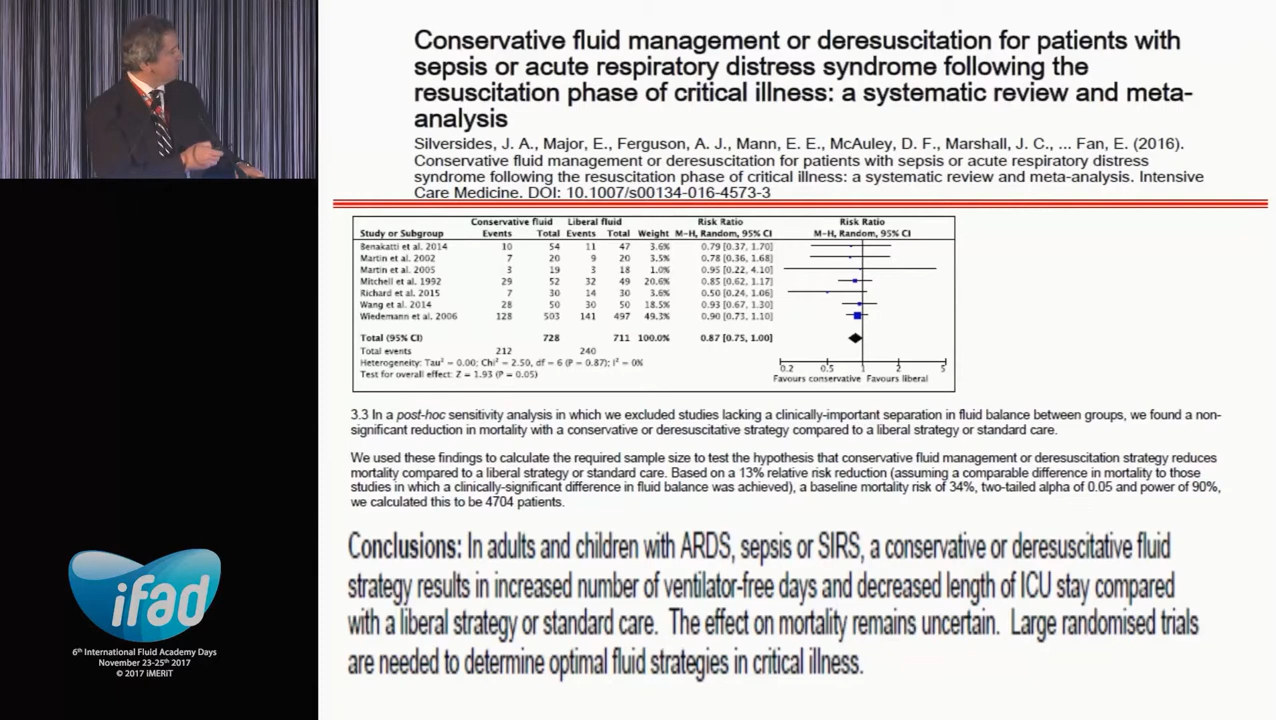 Conservative fluid management or deresuscitation for patients with
sepsis or acute respiratory distress syndrome following the
resuscitation phase of critical illness: a systematic review and meta-
analysis
Silversides, J. A., Major, E., Ferguson, A. J., Mann, E. E., McAuley, D. F., Marshall, J. C., ... Fan, E. (2016).
Conservative fluid management or deresuscitation for patients with sepsis or acute respiratory distress
syndrome following the resuscitation phase of critical illness: a systematic review and meta-analysis. Intensive
Care Medicine. DOI: 10.1007/s00134-016-4573-3
Conservative fluid Liberal fluid Risk Ratio Risk Ratio
Study or Subgroup Events Total Events Total Weight M-H, Random, 95% CI M-H, Random, 95% CI
Benakatti et al. 2014 10 54 11 47 3.6% 0.79 [0.37, 1.70]
Martin et al. 2002 7 20 9 20 3.5% 0.78 [0.36, 1.68]
Martin et al. 2005 3 19 3 18 1.0% 0.95 [0.22, 4.10]
Mitchell et al. 1992 29 52 32 49 20.6% 0.85 [0.62, 1.17]
Richard et al. 2015 7 30 14 30 3.6% 0.50 [0.24, 1.06]
Wang et al. 2014 28 50 30 50 18.5% 0.93 [0.67, 1.30]
Wiedemann et al. 2006 128 503 141 497 49.3% 0.90 [0.73, 1.10]
Total (95% CI) 728 711 100.0% 0.87 [0.75, 1.00]
Total events 212 240
Heterogeneity: Tau² = 0.00; Chi² = 2.50, df = 6 (P = 0.87); I² = 0%
Test for overall effect: Z = 1.93 (P = 0.05)
0.2 0.5 1 2 5
Favours conservative Favours liberal
3.3 In a post-hoc sensitivity analysis in which we excluded studies lacking a clinically-important separation in fluid balance between groups, we found a non-
significant reduction in mortality with a conservative or deresuscitative strategy compared to a liberal strategy or standard care.
We used these findings to calculate the required sample size to test the hypothesis that conservative fluid management or deresuscitation strategy reduces
mortality compared to a liberal strategy or standard care. Based on a 13% relative risk reduction (assuming a comparable difference in mortality to those
studies in which a clinically-significant difference in fluid balance was achieved), a baseline mortality risk of 34%, two-tailed alpha of 0.05 and power of 90%,
we calculated this to be 4704 patients.
Conclusions: In adults and children with ARDS, sepsis or SIRS, a conservative or deresuscitative fluid
strategy results in increased number of ventilator-free days and decreased length of ICU stay compared
with a liberal strategy or standard care. The effect on mortality remains uncertain. Large randomised trials
are needed to determine optimal fluid strategies in critical illness.
ifad
6th International Fluid Academy Days
November 23-25th 2017
© 2017 iMERIT